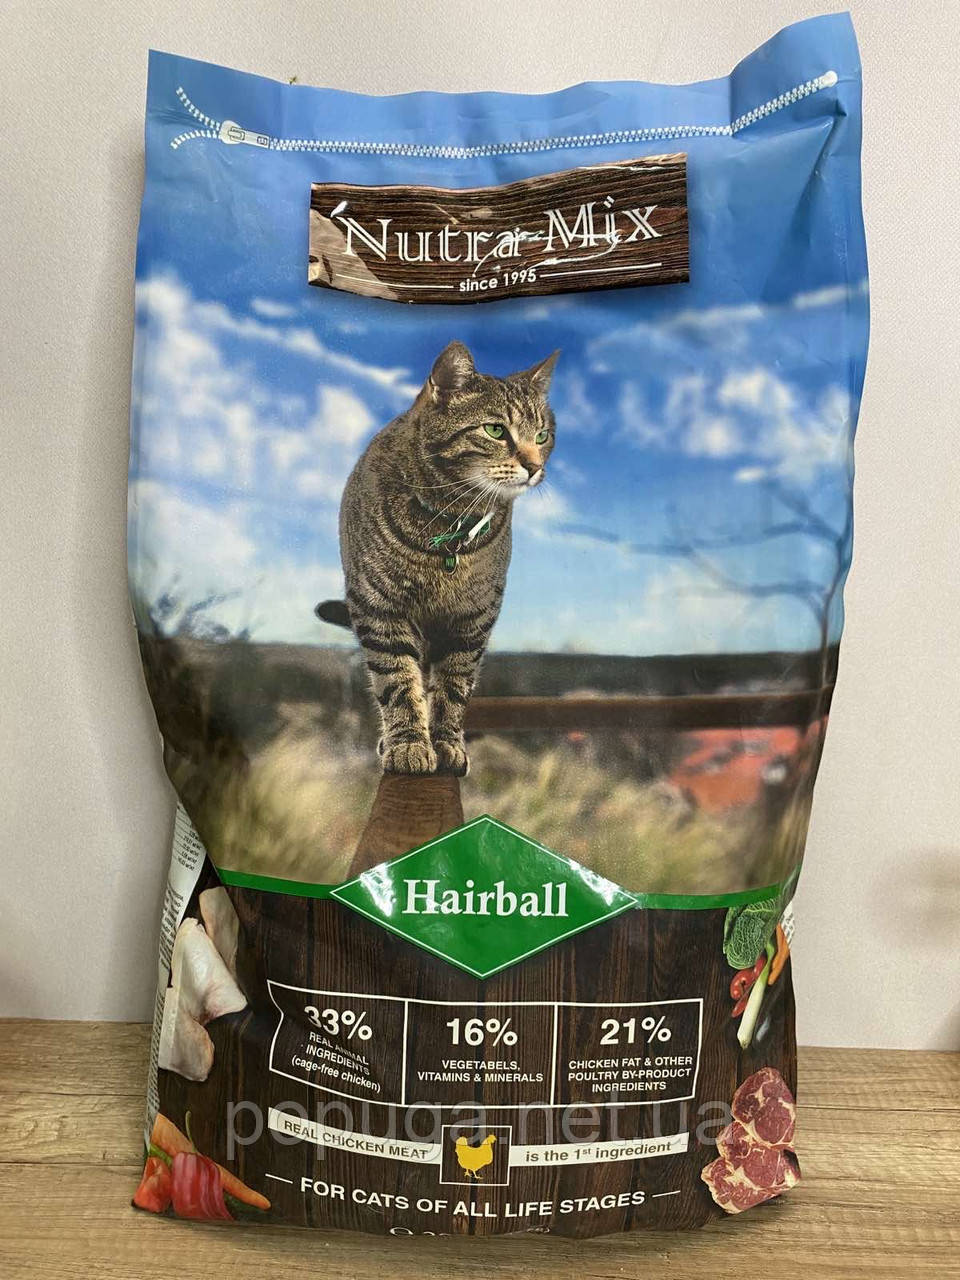 Nutra Mix
since 1995
Hairball
33%
REAL ANIMAL
INGREDIENTS
(cage-free chicken)
16%
VEGETABELS,
VITAMINS & MINERALS
21%
CHICKEN FAT & OTHER
POULTRY BY-PRODUCT
INGREDIENTS
popuga.net.ua
REAL CHICKEN MEAT
is the 1st ingredient
FOR CATS OF ALL LIFE STAGES